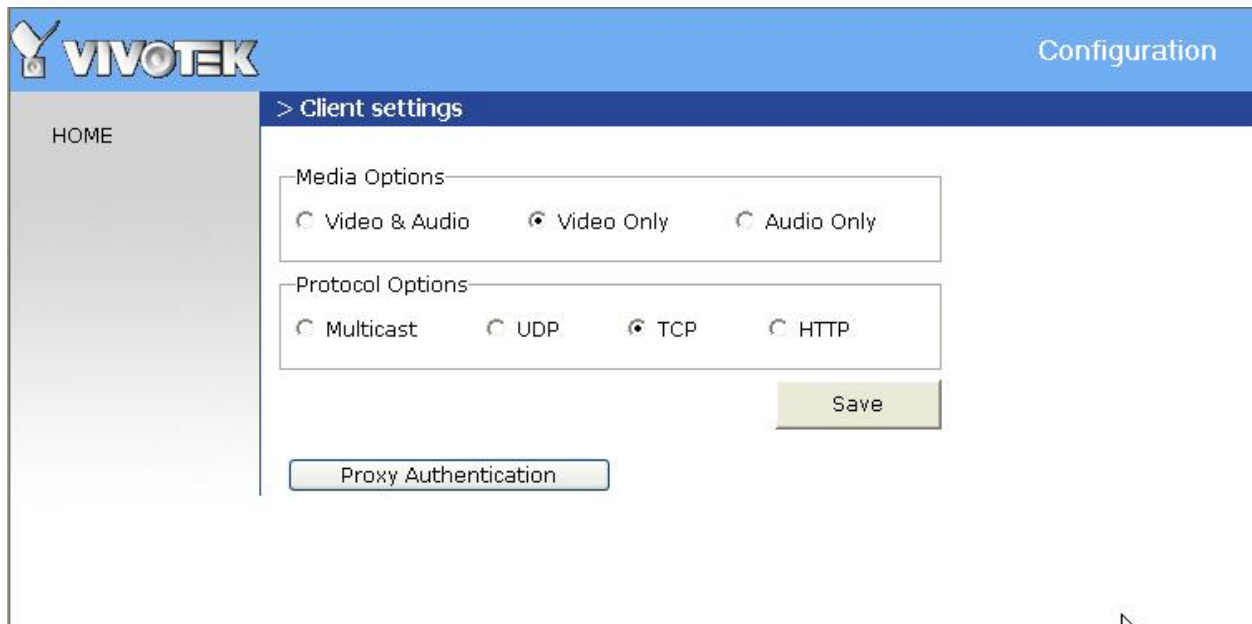 VIVOTEK
Configuration
HOME
> Client settings
Media Options
Video & Audio Video Only Audio Only
Protocol Options
Multicast UDP TCP HTTP
Save
Proxy Authentication